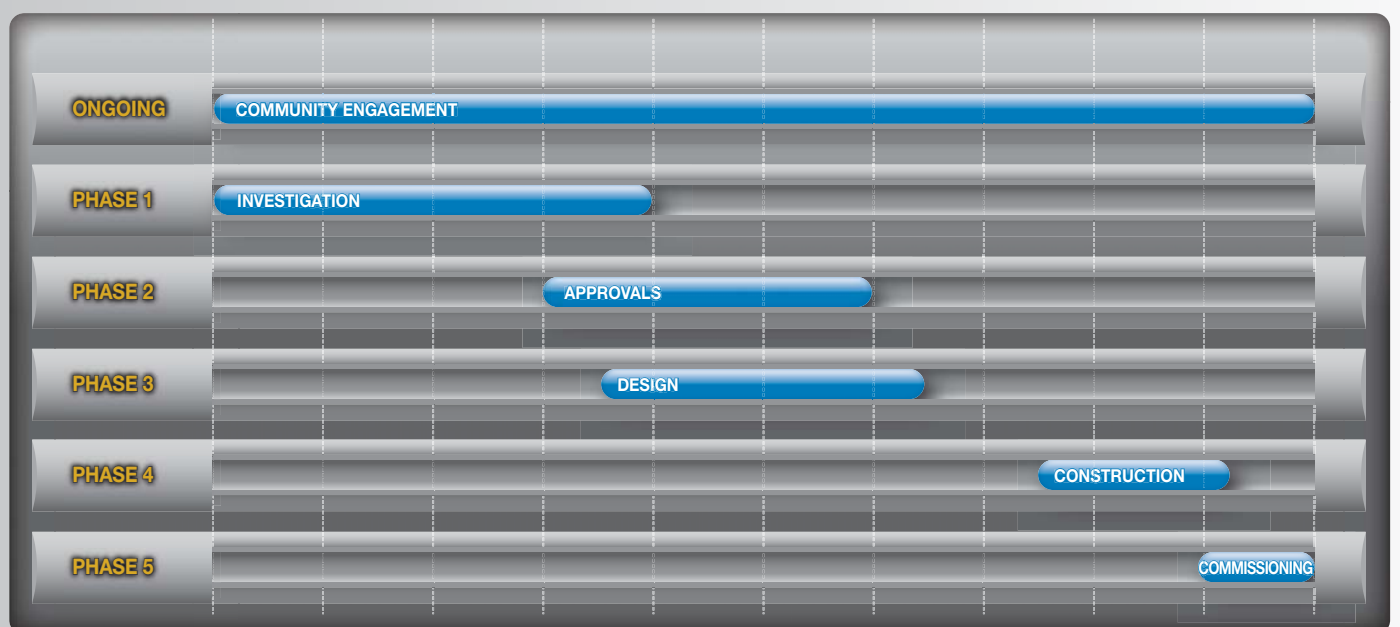 ONGOING
COMMUNITY ENGAGEMENT
PHASE 1
INVESTIGATION
PHASE 2
APPROVALS
PHASE 3
DESIGN
PHASE 4
CONSTRUCTION
PHASE 5
COMMISSIONING